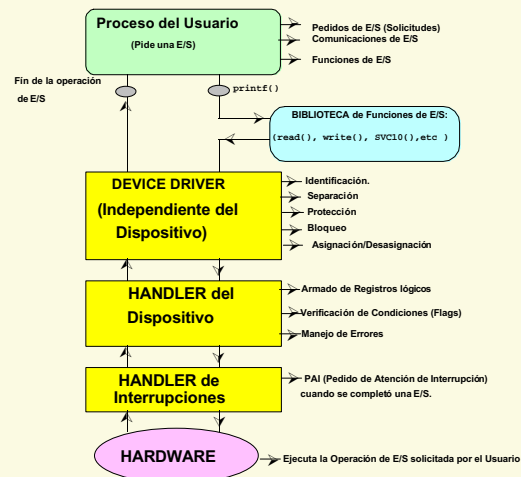 Proceso del Usuario
(Pide una E/S)
Pedidos de E/S (Solicitudes)
Comunicaciones de E/S
Funciones de E/S
Fin de la operación
de E/S
printf()
BIBLIOTECA de Funciones de E/S:
(read(), write(), SVC10(),etc )
DEVICE DRIVER
(Independiente del
Dispositivo)
Identificación.
Separación
Protección
Bloqueo
Asignación/Desasignación
HANDLER del
Dispositivo
Armado de Registros lógicos
Verificación de Condiciones (Flags)
Manejo de Errores
HANDLER de
Interrupciones
PAI (Pedido de Atención de Interrupción)
cuando se completó una E/S.
HARDWARE
Ejecuta la Operación de E/S solicitada por el Usuario